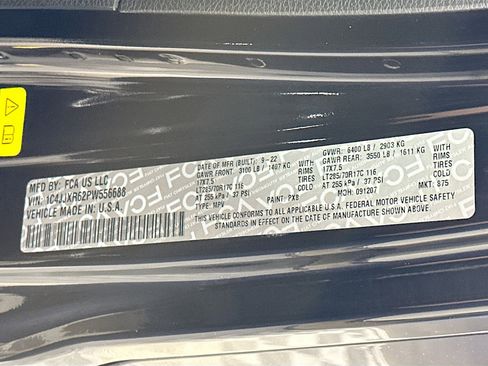 MFD BY: FCA US LLC
VIN: 1C4JJXR62PW556688
VEHICLE MADE IN: U.S.A.
DATE OF MFR (BUILT): 9-22
GAWR FRONT: 3100 LB / 1407 KG WITH
17X7.5 RIMS
LT285/70R17C 116 TIRES
AT 255 kPa / 37 PSI COLD
TYPE: MPV PAINT: PX8
GVWR: 6400 LB / 2903 KG
GAWR REAR: 3550 LB / 1611 KG WITH
17X7.5 RIMS
LT285/70R17C 116 TIRES
AT 255 kPa / 37 PSI COLD
MDH: 091207 MKT: 875
THIS VEHICLE CONFORMS TO ALL APPLICABLE U.S.A. FEDERAL MOTOR VEHICLE SAFETY
IN EFFECT ON THE DATE OF MANUFACTURE SHOWN ABOVE.